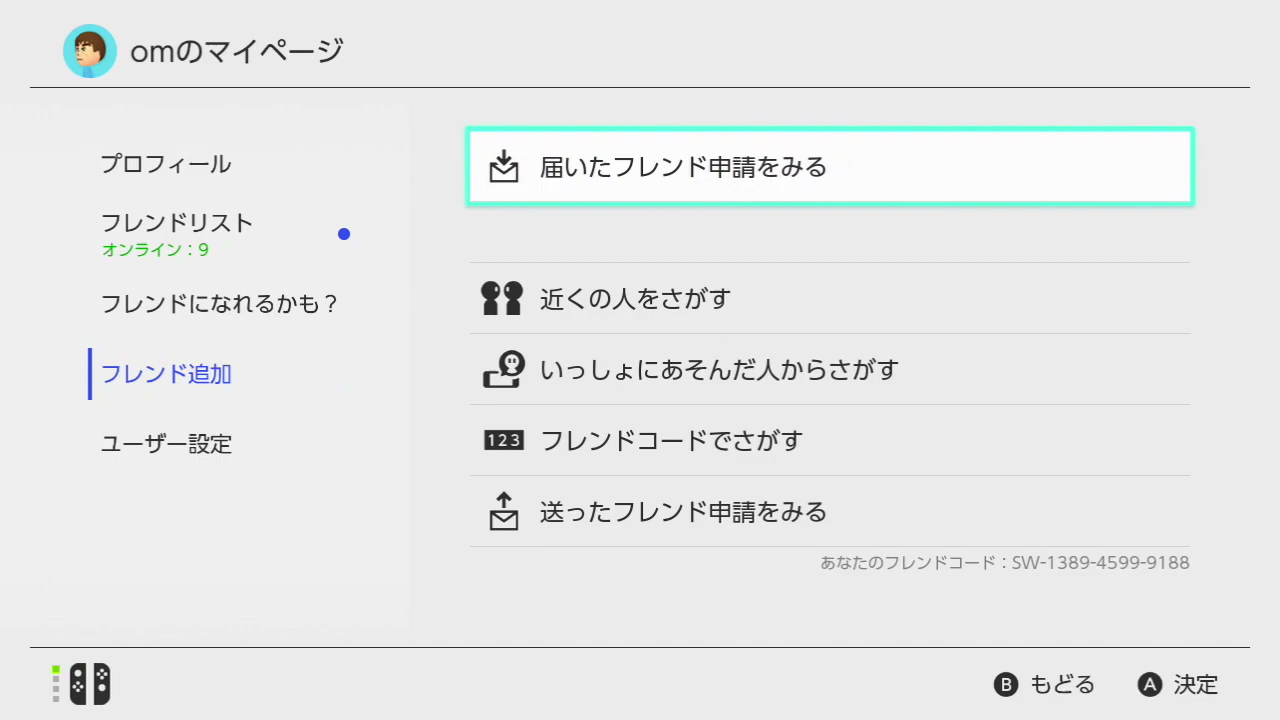 omのマイページ
プロフィール
フレンドリスト
オンライン：9
フレンドになれるかも？
フレンド追加
ユーザー設定
届いたフレンド申請をみる
近くの人をさがす
いっしょにあそんだ人からさがす
123 フレンドコードでさがす
送ったフレンド申請をみる
あなたのフレンドコード：SW-1389-4599-9188
B もどる A 決定